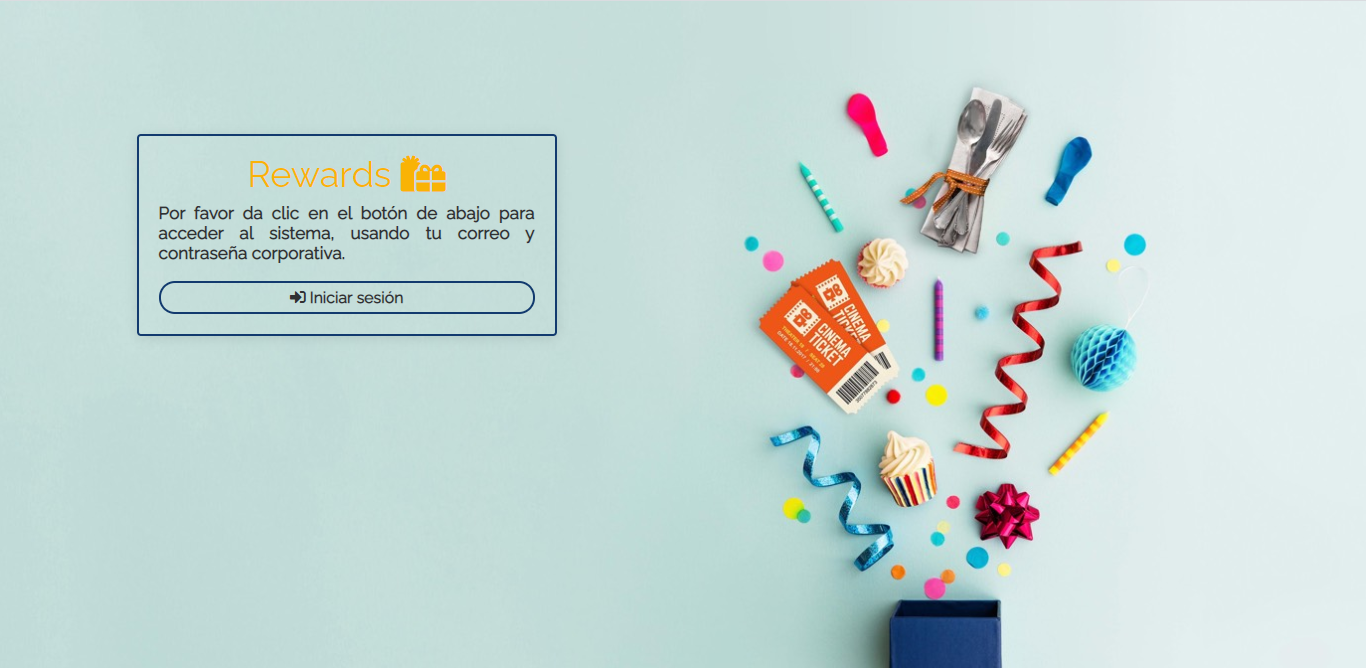 Rewards
Por favor da clic en el botón de abajo para
acceder al sistema, usando tu correo y
contraseña corporativa.
Iniciar sesión
CINEMA
TICKET
CINEMA
TICKET